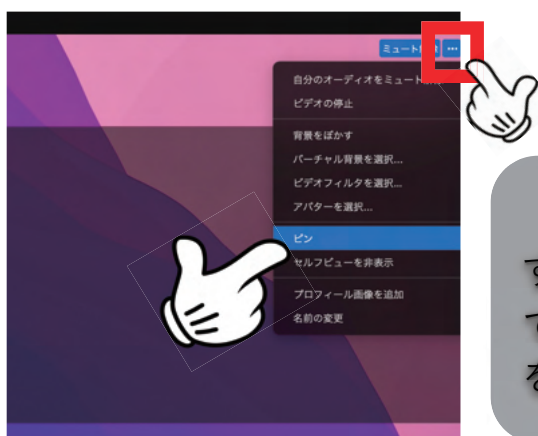 ミュート
自分のオーディオをミュート
ビデオの停止
背景をぼかす
バーチャル背景を選択...
ビデオフィルタを選択...
アバターを選択...
ピン
セルフビューを非表示
プロフィール画像を追加
名前の変更
す
て
を